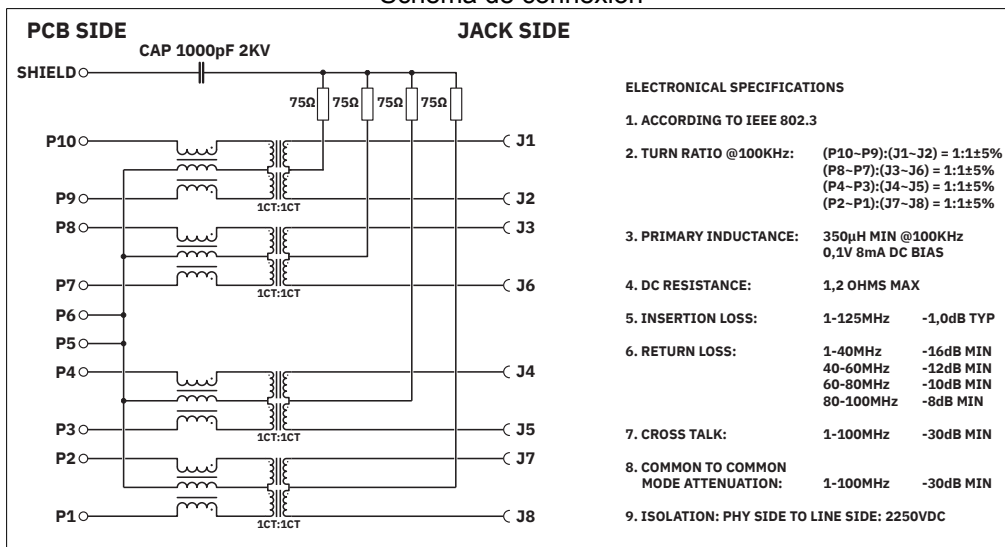 Schéma de connexion
PCB SIDE
JACK SIDE
CAP 1000pF 2KV
SHIELD
75Ω 75Ω 75Ω 75Ω
P10
J1
P9
J2
1CT:1CT
P8
J3
P7
J6
1CT:1CT
P6
P5
P4
J4
P3
J5
1CT:1CT
P2
J7
P1
J8
1CT:1CT
ELECTRONICAL SPECIFICATIONS
1. ACCORDING TO IEEE 802.3
2. TURN RATIO @100KHz: (P10~P9):(J1~J2) = 1:1±5%
(P8~P7):(J3~J6) = 1:1±5%
(P4~P3):(J4~J5) = 1:1±5%
(P2~P1):(J7~J8) = 1:1±5%
3. PRIMARY INDUCTANCE: 350µH MIN @100KHz
0,1V 8mA DC BIAS
4. DC RESISTANCE: 1,2 OHMS MAX
5. INSERTION LOSS: 1-125MHz -1,0dB TYP
6. RETURN LOSS: 1-40MHz -16dB MIN
40-60MHz -12dB MIN
60-80MHz -10dB MIN
80-100MHz -8dB MIN
7. CROSS TALK: 1-100MHz -30dB MIN
8. COMMON TO COMMON
MODE ATTENUATION: 1-100MHz -30dB MIN
9. ISOLATION: PHY SIDE TO LINE SIDE: 2250VDC